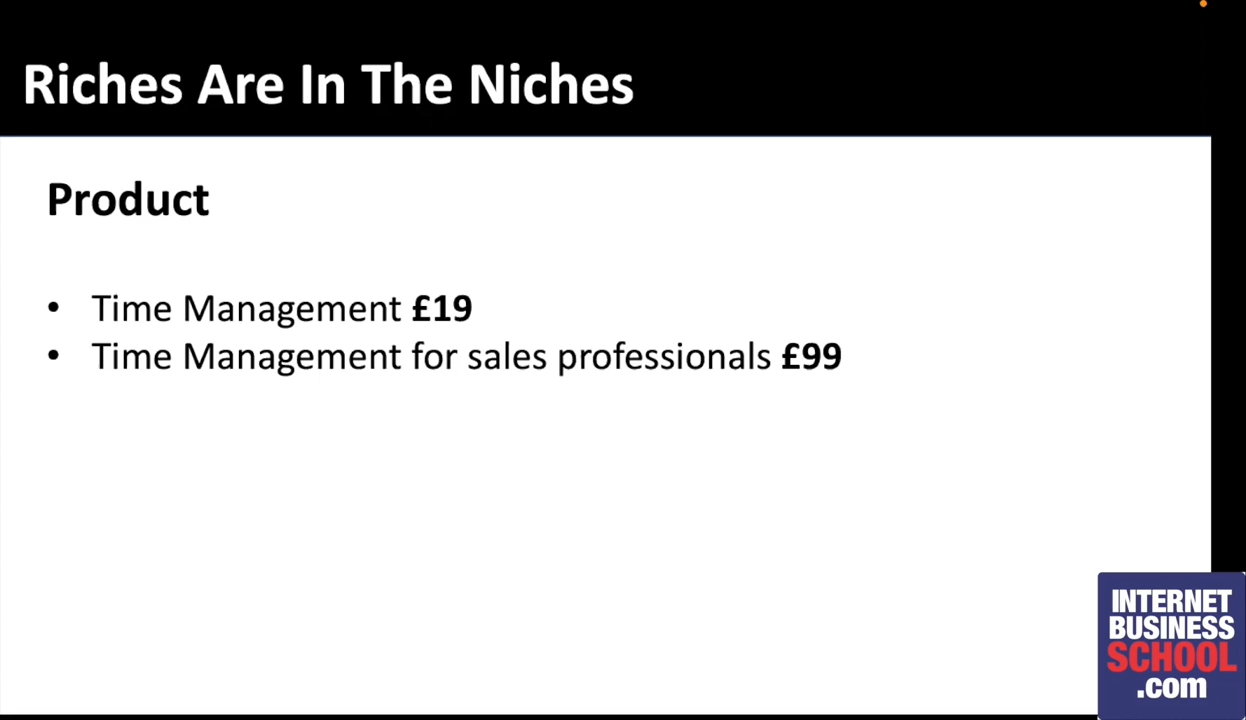 Riches Are In The Niches
Product
• Time Management £19
• Time Management for sales professionals £99
INTERNET
BUSINESS
SCHOOL
.com